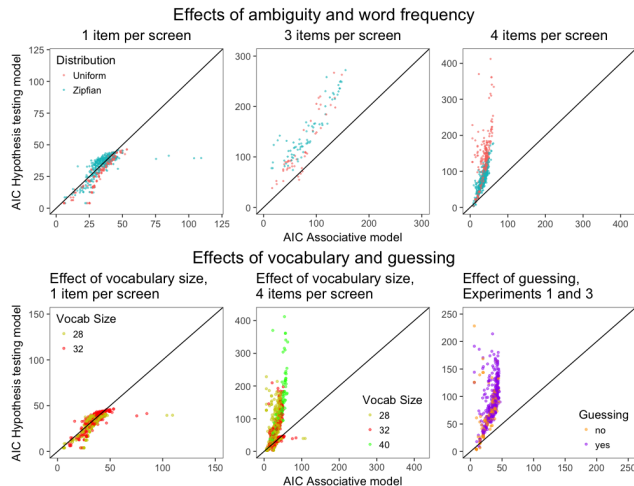 Effects of ambiguity and word frequency
1 item per screen
3 items per screen
4 items per screen
AIC Hypothesis testing model
125
100
75
50
25
0
Distribution
Uniform
Zipfian
0 25 50 75 100 125
300
200
100
0
0 100 200 300
400
300
200
100
0
0 100 200 300 400
AIC Associative model
Effects of vocabulary and guessing
Effect of vocabulary size,
1 item per screen
Effect of vocabulary size,
4 items per screen
Effect of guessing,
Experiments 1 and 3
AIC Hypothesis testing model
150
100
50
0
Vocab Size
28
32
0 50 100 150
400
300
200
100
0
Vocab Size
28
32
40
0 100 200 300 400
250
200
150
100
50
0
Guessing
no
yes
0 50 100 150 200 250
AIC Associative model